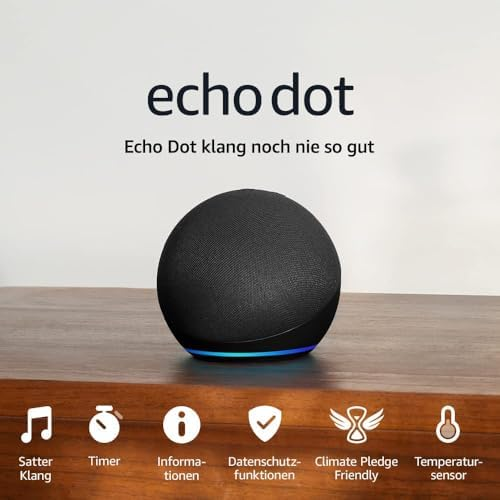 echo dot
Echo Dot klang noch nie so gut
Satter
Klang
Timer
Informa-
tionen
Datenschutz-
funktionen
Climate Pledge
Friendly
Temperatur-
sensor